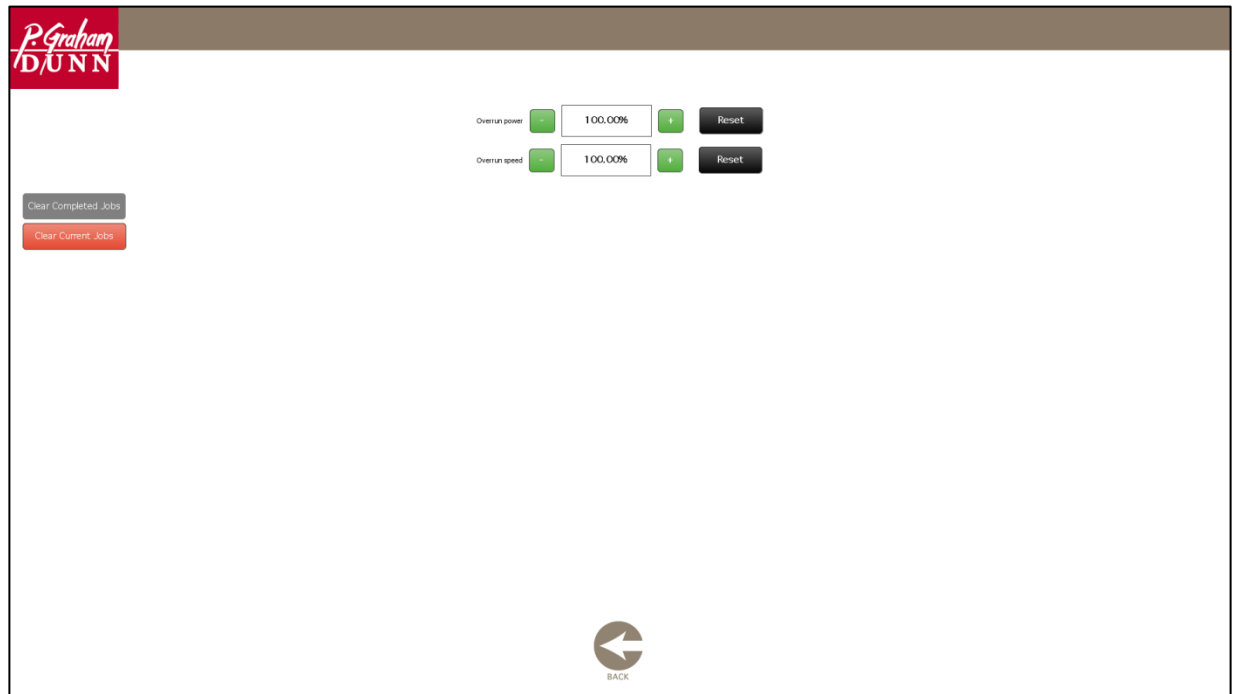 P. Graham
DUNN
Overrun power - 100.00% + Reset
Overrun speed - 100.00% + Reset
Clear Completed Jobs
Clear Current Jobs
BACK